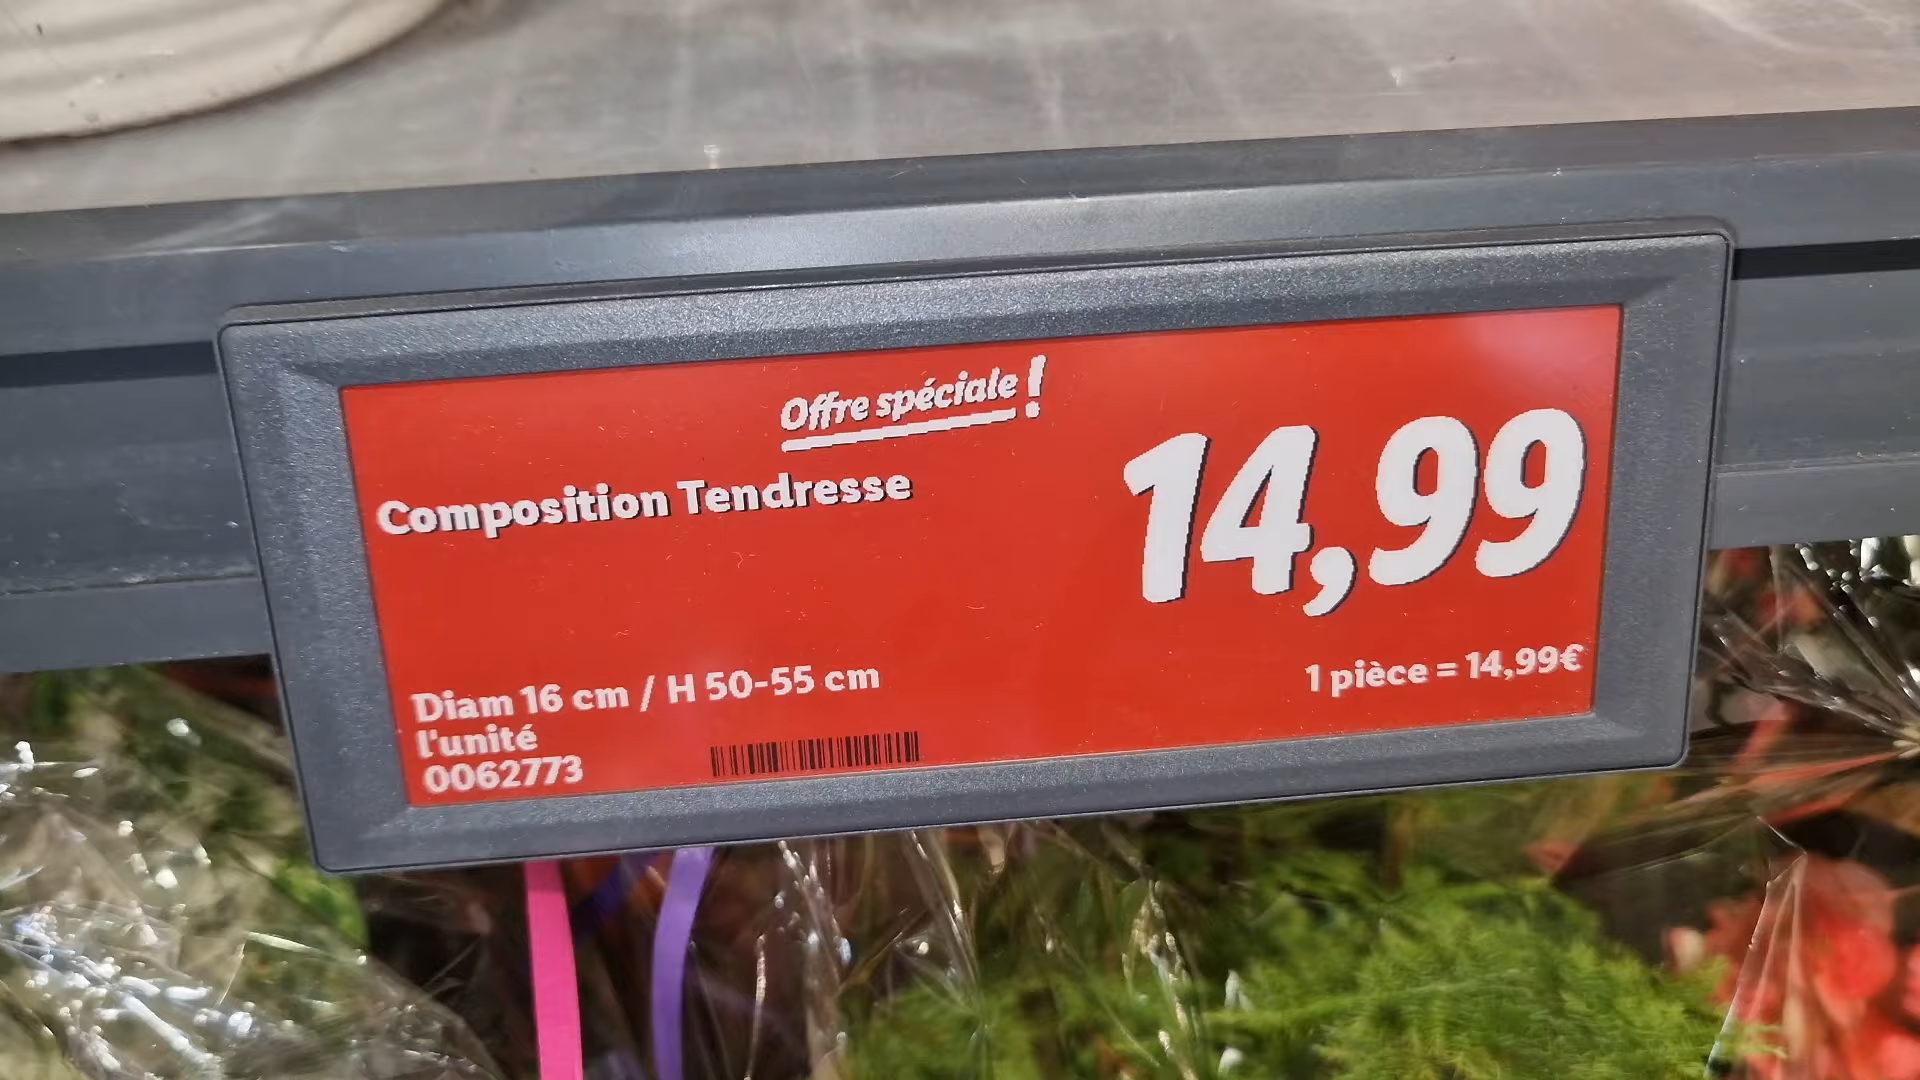 Offre spéciale !
Composition Tendresse
14,99
1 pièce = 14,99€
Diam 16 cm / H 50-55 cm
l'unité
0062773